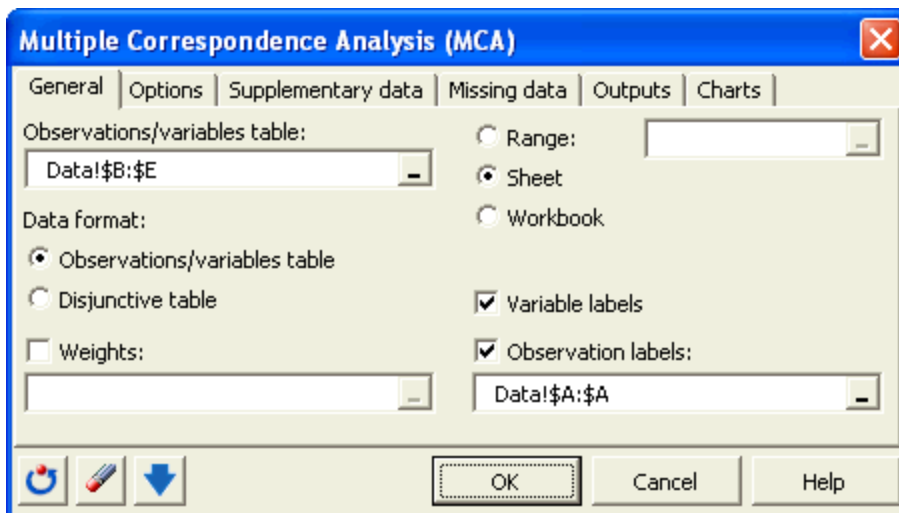 Multiple Correspondence Analysis (MCA)
General Options Supplementary data Missing data Outputs Charts
Observations/variables table:
Data!$B:$E
Data format:
Observations/variables table
Disjunctive table
Weights:
Range:
Sheet
Workbook
Variable labels
Observation labels:
Data!$A:$A
OK Cancel Help